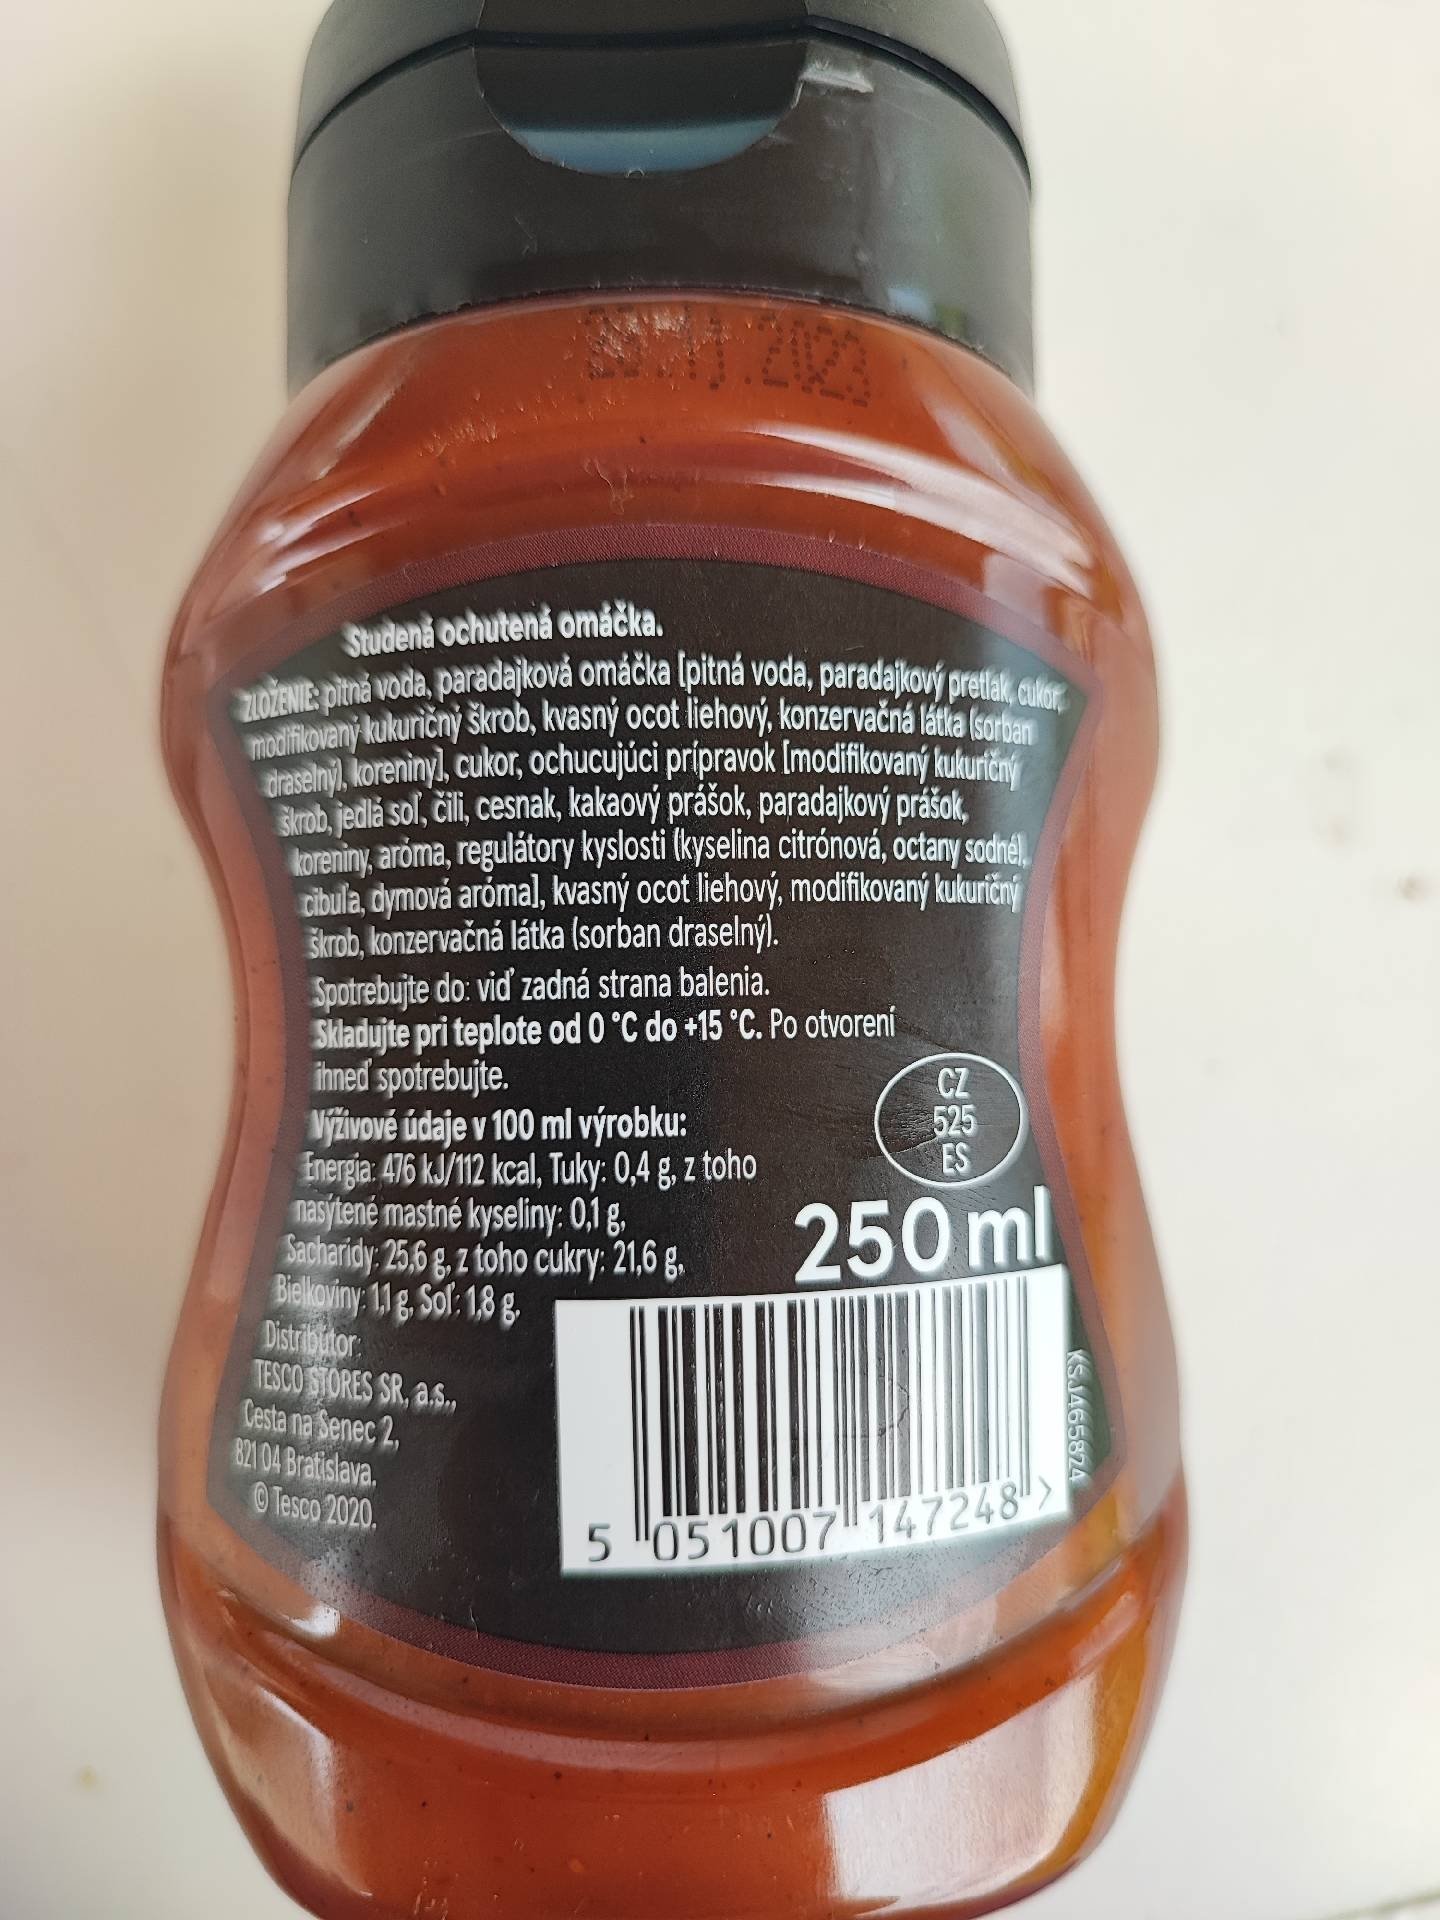 .2023
Studená ochutená omáčka.
ZLOŽENIE: pitná voda, paradajková omáčka [pitná voda, paradajkový pretlak, cukor,
modifikovaný kukuričný škrob, kvasný ocot liehový, konzervačná látka (sorban
draselný), koreniny], cukor, ochucujúci prípravok [modifikovaný kukuričný
škrob, jedlá soľ, čili, cesnak, kakaový prášok, paradajkový prášok,
koreniny, aróma, regulátory kyslosti (kyselina citrónová, octany sodné),
cibuľa, dymová aróma], kvasný ocot liehový, modifikovaný kukuričný
škrob, konzervačná látka (sorban draselný).
Spotrebujte do: viď zadná strana balenia.
Skladujte pri teplote od 0 °C do +15 °C. Po otvorení
ihneď spotrebujte.
Výživové údaje v 100 ml výrobku:
Energia: 476 kJ/112 kcal, Tuky: 0,4 g, z toho
nasýtené mastné kyseliny: 0,1 g,
Sacharidy: 25,6 g, z toho cukry: 21,6 g,
Bielkoviny: 1,1 g, Soľ: 1,8 g.
Distribútor:
TESCO STORES SR, a.s.,
Cesta na Senec 2,
821 04 Bratislava.
© Tesco 2020.
CZ
525
ES
250 ml
KSJ465874
5 051007 147248 >